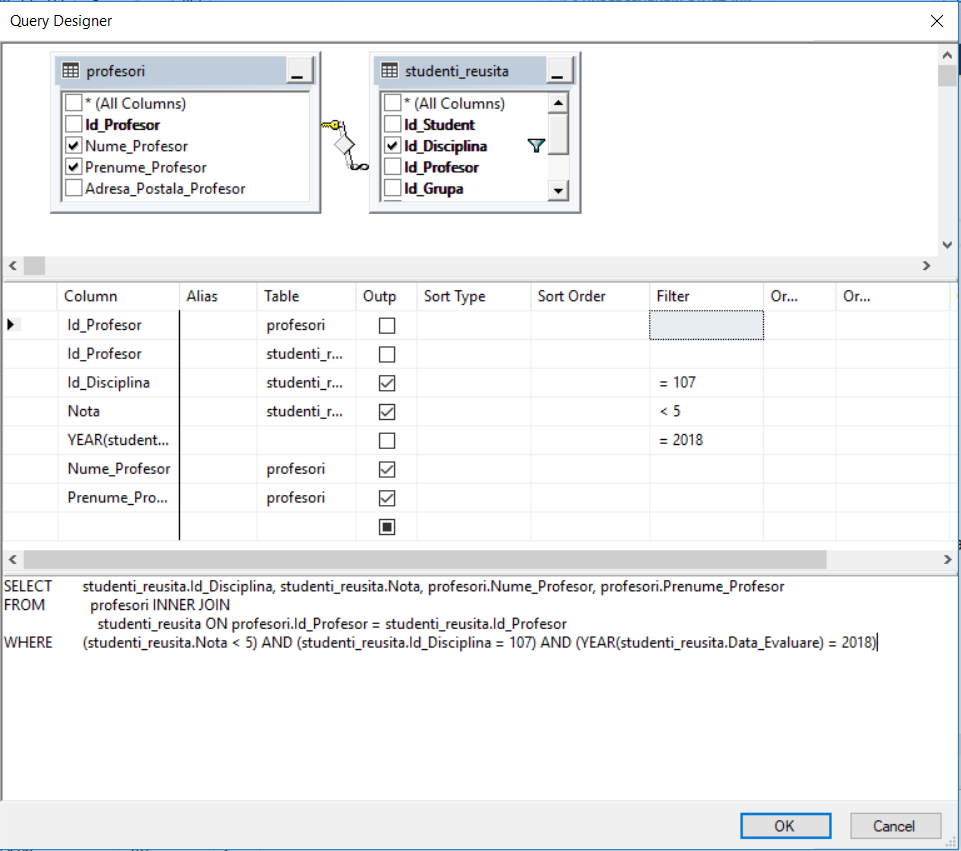 Query Designer
profesori
* (All Columns)
Id_Profesor
Nume_Profesor
Prenume_Profesor
Adresa_Postala_Profesor
studenti_reusita
* (All Columns)
Id_Student
Id_Disciplina
Id_Profesor
Id_Grupa
Column Alias Table Outp Sort Type Sort Order Filter Or... Or...
Id_Profesor profesori
Id_Profesor studenti_r...
Id_Disciplina studenti_r... = 107
Nota studenti_r... < 5
YEAR(student... = 2018
Nume_Profesor profesori
Prenume_Pro... profesori
SELECT studenti_reusita.Id_Disciplina, studenti_reusita.Nota, profesori.Nume_Profesor, profesori.Prenume_Profesor
FROM profesori INNER JOIN
studenti_reusita ON profesori.Id_Profesor = studenti_reusita.Id_Profesor
WHERE (studenti_reusita.Nota < 5) AND (studenti_reusita.Id_Disciplina = 107) AND (YEAR(studenti_reusita.Data_Evaluare) = 2018)
OK Cancel